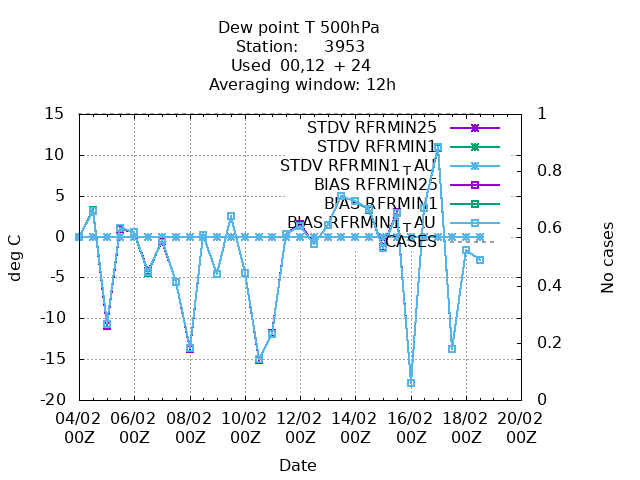 Dew point T 500hPa
Station: 3953
Used 00,12 + 24
Averaging window: 12h
15
10
5
0
-5
-10
-15
-20
deg C
1
0.8
0.6
0.4
0.2
0
No cases
STDV RFRMIN25
STDV RFRMIN1
STDV RFRMIN1_AU
BIAS RFRMIN25
BIAS RFRMIN1
BIAS RFRMIN1_AU
CASES
04/02 06/02 08/02 10/02 12/02 14/02 16/02 18/02 20/02
00Z 00Z 00Z 00Z 00Z 00Z 00Z 00Z 00Z
Date